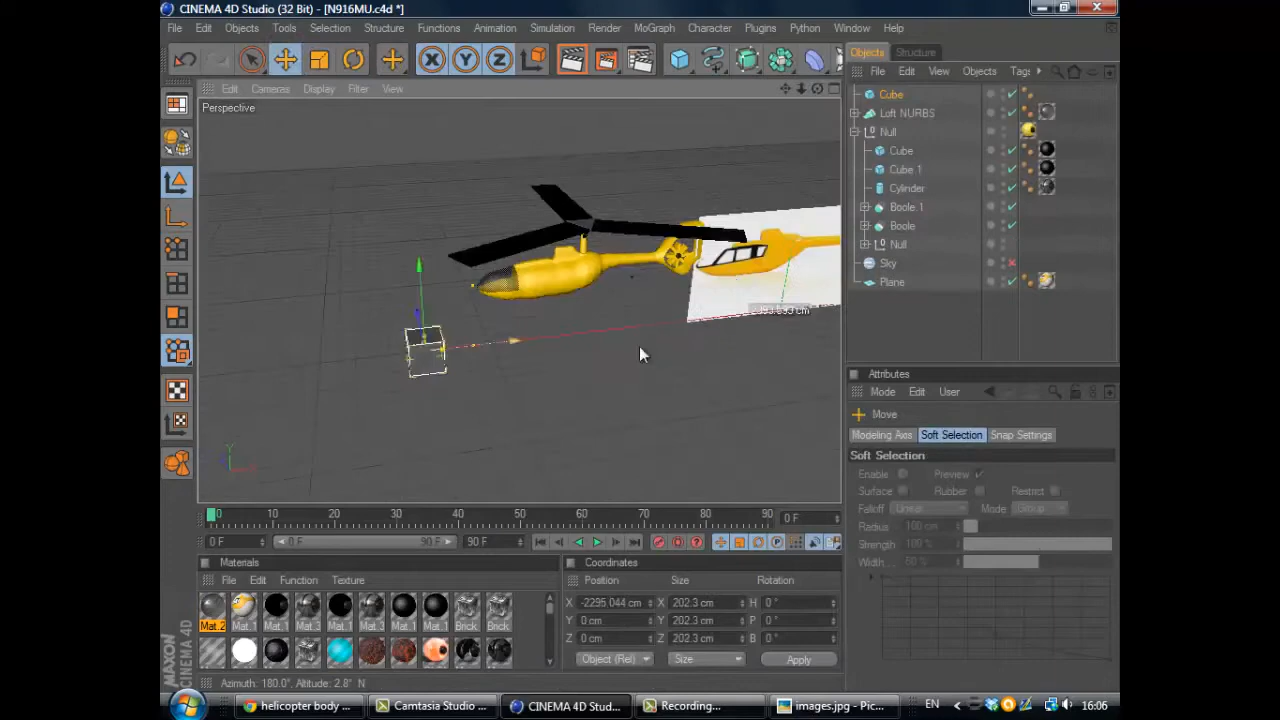 CINEMA 4D Studio (32 Bit) - [N916MU.c4d *]
File Edit Objects Tools Selection Structure Functions Animation Simulation Render MoGraph Character Plugins Python Window Help
Objects Structure
File Edit View Objects Tags
Edit Cameras Display Filter View
Perspective
Cube
Loft NURBS
Null
Cube
Cube 1
Cylinder
Boole.1
Boole
Null
Sky
Plane
X Y Z
Attributes
Mode Edit User
Move
Modeling Axis Soft Selection Snap Settings
Soft Selection
Enable Preview
Surface Rubber Restrict
Falloff Mode
Radius 100 cm
Strength 100 %
Width...
0 10 20 30 40 50 60 70 80 90 0 F
0 F 0 F 90 F 90 F
Materials
File Edit Function Texture
Mat.2 Mat.1 Mat.1 Mat.3 Mat.1 Mat.3 Mat.1 Mat.1 Brick. Brick.
Coordinates
Position Size Rotation
X -2295.044 cm X 202.3 cm H 0 °
Y 0 cm Y 202.3 cm P 0 °
Z 0 cm Z 202.3 cm B 0 °
Object (Rel) Size Apply
MAXON
CINEMA 4D
Azimuth: 180.0°, Altitude: 2.8° N
helicopter body ... Camtasia Studio ... CINEMA 4D Stud... Recording... images.jpg - Pic... EN 16:06